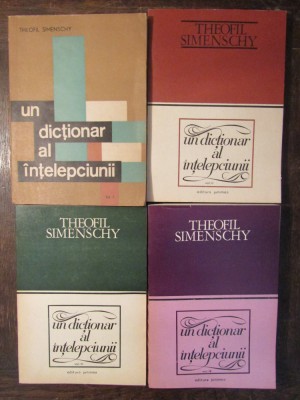 THEOFIL SIMENSCHY
un
dicționar
al
înțelepciunii
THEOFIL
SIMENSCHY
un dicționar
al
înțelepciunii
editura junimea
THEOFIL
SIMENSCHY
un dicționar
al
înțelepciunii
editura junimea
THEOFIL
SIMENSCHY
un dicționar
al
înțelepciunii
editura junimea